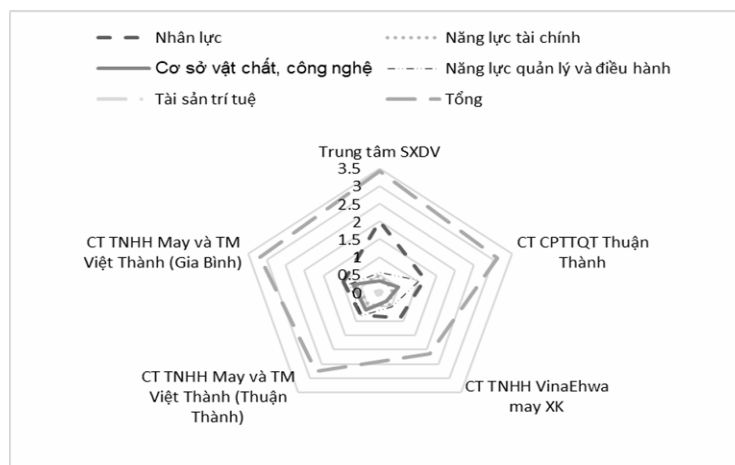 Nhân lực
Năng lực tài chính
Cơ sở vật chất, công nghệ
Năng lực quản lý và điều hành
Tài sản trí tuệ
Tổng
Trung tâm SXDV
3.5
3
2.5
2
1.5
1
0.5
0
CT CPTTQT Thuận
Thành
CT TNHH VinaEhwa
may XK
CT TNHH May và TM
Việt Thành (Thuận
Thành)
CT TNHH May và TM
Việt Thành (Gia Bình)